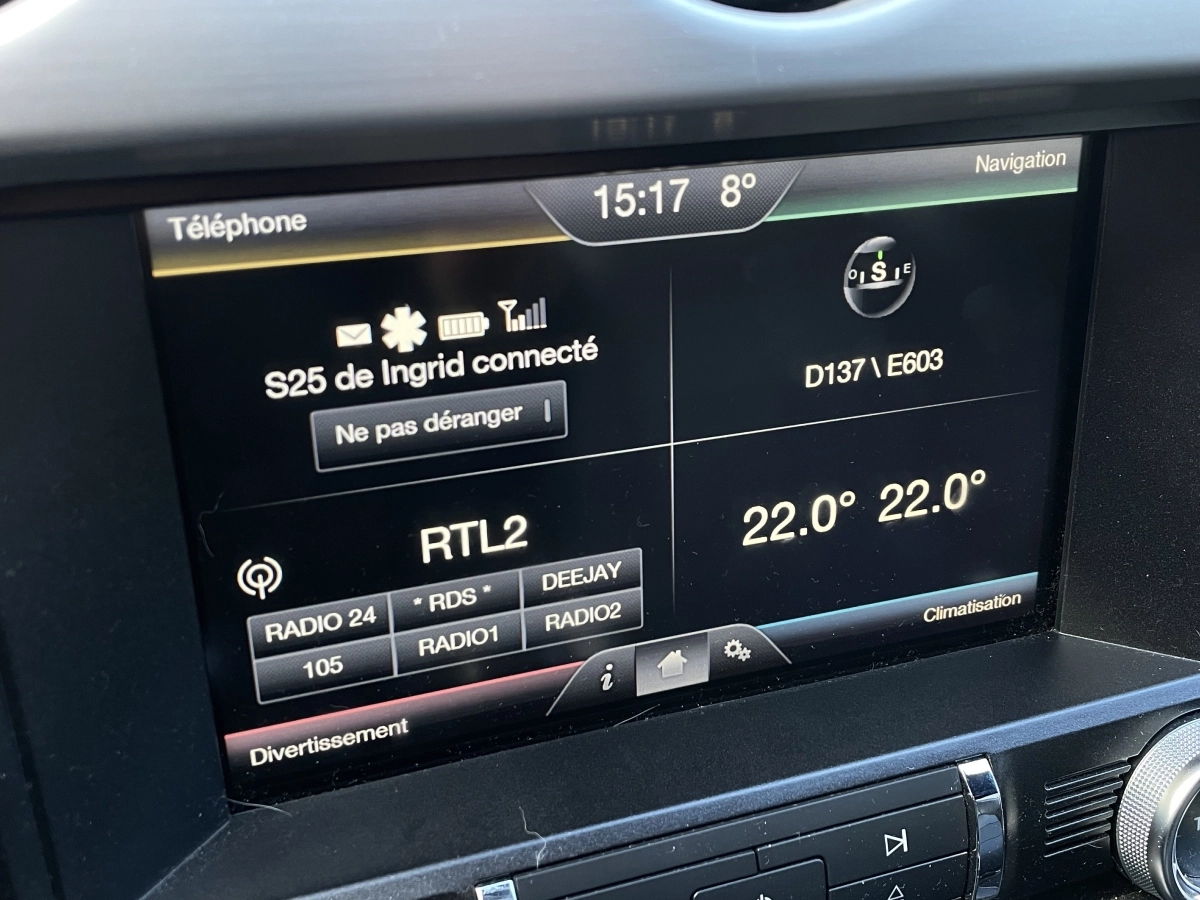 Téléphone
15:17 8°
Navigation
S25 de Ingrid connecté
Ne pas déranger
O S E
D137 \ E603
RTL2
RADIO 24
* RDS *
DEEJAY
105
RADIO1
RADIO2
22.0° 22.0°
Climatisation
i
Divertissement